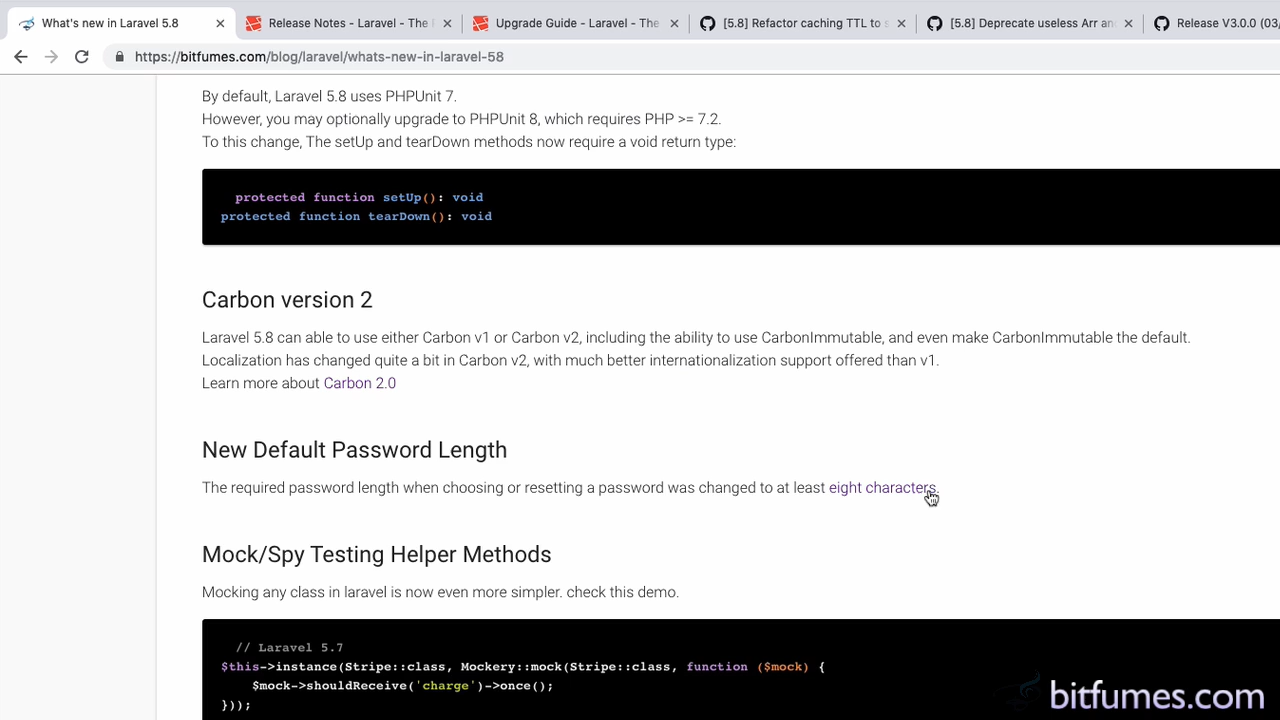 What's new in Laravel 5.8
Release Notes - Laravel - The
Upgrade Guide - Laravel - The
[5.8] Refactor caching TTL to
[5.8] Deprecate useless Arr
Release V3.0.0 (03/
https://bitfumes.com/blog/laravel/whats-new-in-laravel-58
By default, Laravel 5.8 uses PHPUnit 7.
However, you may optionally upgrade to PHPUnit 8, which requires PHP >= 7.2.
To this change, The setUp and tearDown methods now require a void return type:
protected function setUp(): void
protected function tearDown(): void
Carbon version 2
Laravel 5.8 can able to use either Carbon v1 or Carbon v2, including the ability to use CarbonImmutable, and even make CarbonImmutable the default.
Localization has changed quite a bit in Carbon v2, with much better internationalization support offered than v1.
Learn more about Carbon 2.0
New Default Password Length
The required password length when choosing or resetting a password was changed to at least eight characters.
Mock/Spy Testing Helper Methods
Mocking any class in laravel is now even more simpler. check this demo.
// Laravel 5.7
$this->instance(Stripe::class, Mockery::mock(Stripe::class, function ($mock) {
$mock->shouldReceive('charge')->once();
}));
bitfumes.com